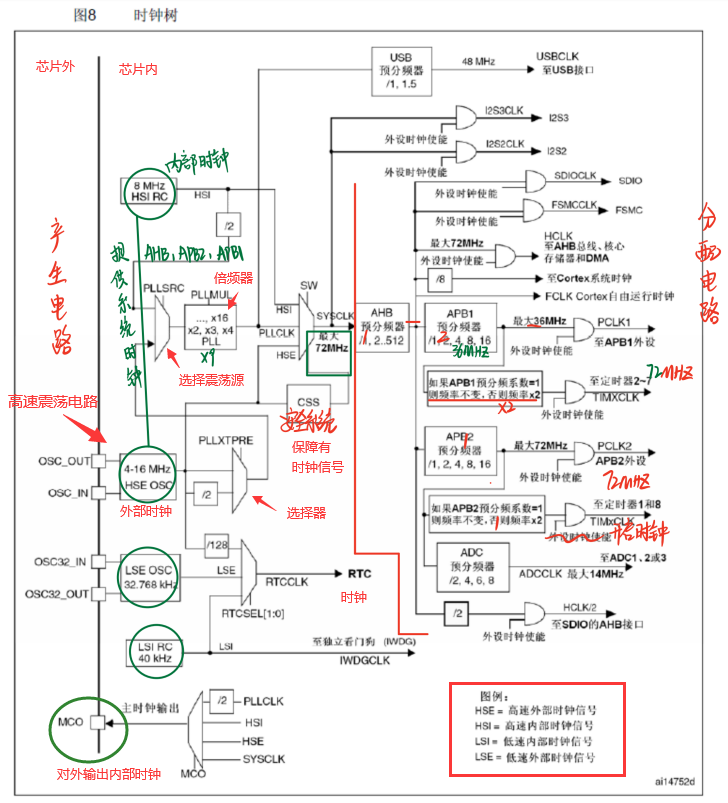 图8 时钟树
芯片外
芯片内
USB
预分频器
/1, 1.5
48 MHz
USBCLK
至USB接口
I2S3CLK
I2S3
外设时钟使能
I2S2CLK
I2S2
外设时钟使能
内部时钟
8 MHz
HSI RC
HSI
/2
SDIOCLK
SDIO
外设时钟使能
FSMCCLK
FSMC
外设时钟使能
产生电路
分配电路
提供系统时钟
AHB、APB2、APB1
最大72MHz
外设时钟使能
HCLK
至AHB总线、核心
存储器和DMA
/8
至Cortex系统时钟
FCLK Cortex自由运行时钟
倍频器
PLLSRC
PLLMUL
..., x16
x2, x3, x4
PLL
x9
选择震荡源
SW
HSI
PLLCLK
HSE
SYSCLK
最大
72MHz
AHB
预分频器
/1, 2..512
1
APB1
预分频器
/1, 2, 4, 8, 16
2
36MHz
最大36MHz
PCLK1
至APB1外设
外设时钟使能
如果APB1预分频系数=1
则频率不变,否则频率x2
x2
至定时器2~7
72MHz
TIMXCLK
外设时钟使能
CSS
安全系统
保障有
时钟信号
高速震荡电路
OSC_OUT
OSC_IN
4-16 MHz
HSE OSC
外部时钟
PLLXTPRE
/2
选择器
APB2
预分频器
/1, 2, 4, 8, 16
1
最大72MHz
PCLK2
APB2外设
72MHz
外设时钟使能
如果APB2预分频系数=1
则频率不变,否则频率x2
1
至定时器1和8
TIMxCLK
外设时钟使能
开启时钟
/128
OSC32_IN
OSC32_OUT
LSE OSC
32.768 kHz
LSE
RTCCLK
RTC
时钟
RTCSEL[1:0]
ADC
预分频器
/2, 4, 6, 8
至ADC1、2或3
ADCCLK 最大14MHz
/2
HCLK/2
至SDIO的AHB接口
外设时钟使能
LSI RC
40 kHz
LSI
至独立看门狗 (IWDG)
IWDGCLK
MCO
主时钟输出
/2
PLLCLK
HSI
HSE
SYSCLK
MCO
对外输出内部时钟
图例:
HSE = 高速外部时钟信号
HSI = 高速内部时钟信号
LSI = 低速内部时钟信号
LSE = 低速外部时钟信号
ai14752d